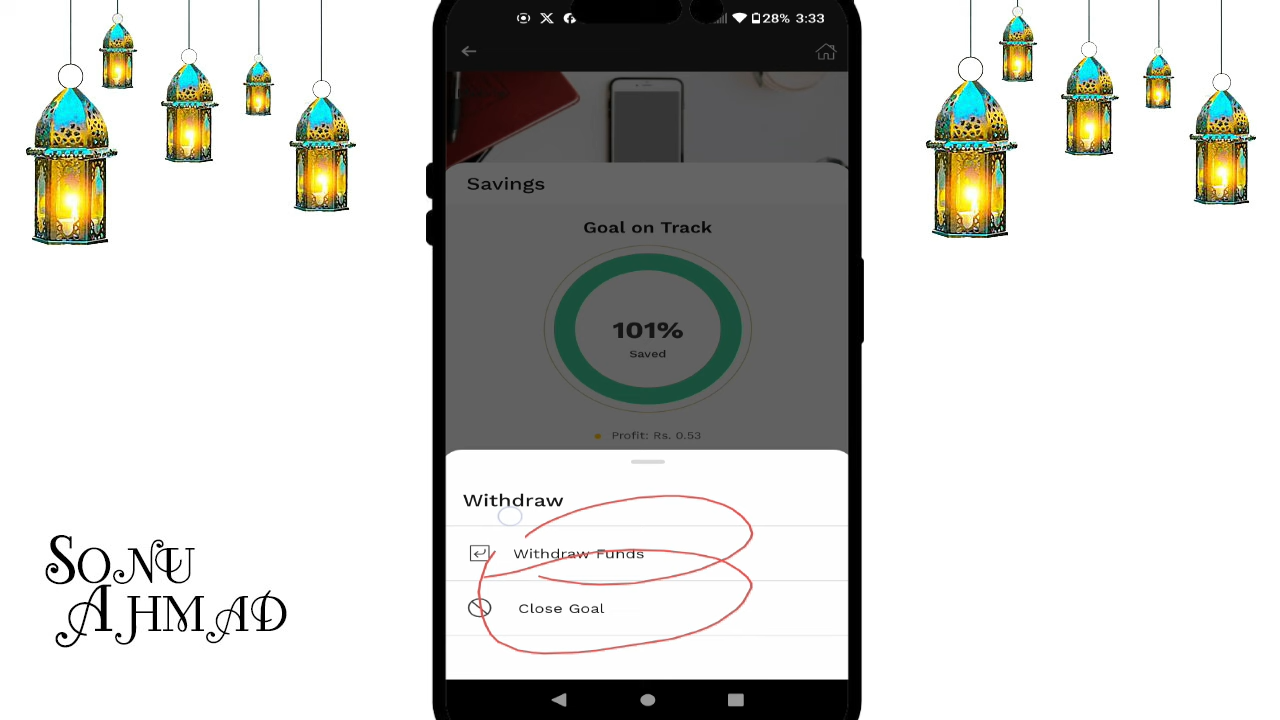 28% 3:33
Savings
Goal on Track
101%
Saved
Profit: Rs. 0.53
Withdraw
Withdraw Funds
Close Goal
SONU
AHMAD